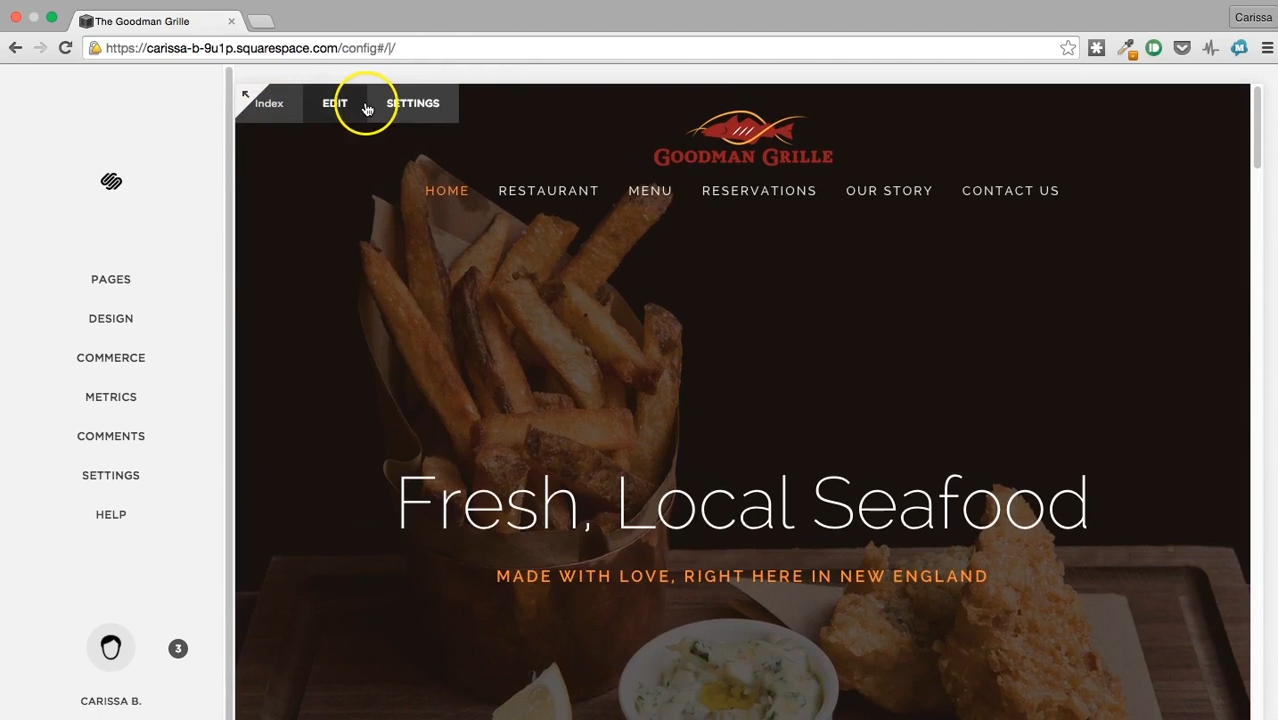 The Goodman Grille
Carissa
https://carissa-b-9u1p.squarespace.com/config#/|/
Index EDIT SETTINGS
GOODMAN GRILLE
HOME RESTAURANT MENU RESERVATIONS OUR STORY CONTACT US
PAGES
DESIGN
COMMERCE
METRICS
COMMENTS
SETTINGS
HELP
Fresh, Local Seafood
MADE WITH LOVE, RIGHT HERE IN NEW ENGLAND
3
CARISSA B.